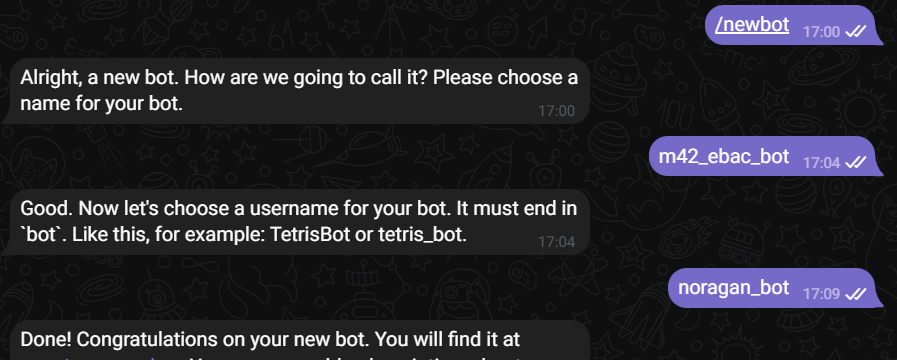 /newbot 17:00
Alright, a new bot. How are we going to call it? Please choose a
name for your bot. 17:00
m42_ebac_bot 17:04
Good. Now let's choose a username for your bot. It must end in
`bot`. Like this, for example: TetrisBot or tetris_bot. 17:04
noragan_bot 17:09
Done! Congratulations on your new bot. You will find it at